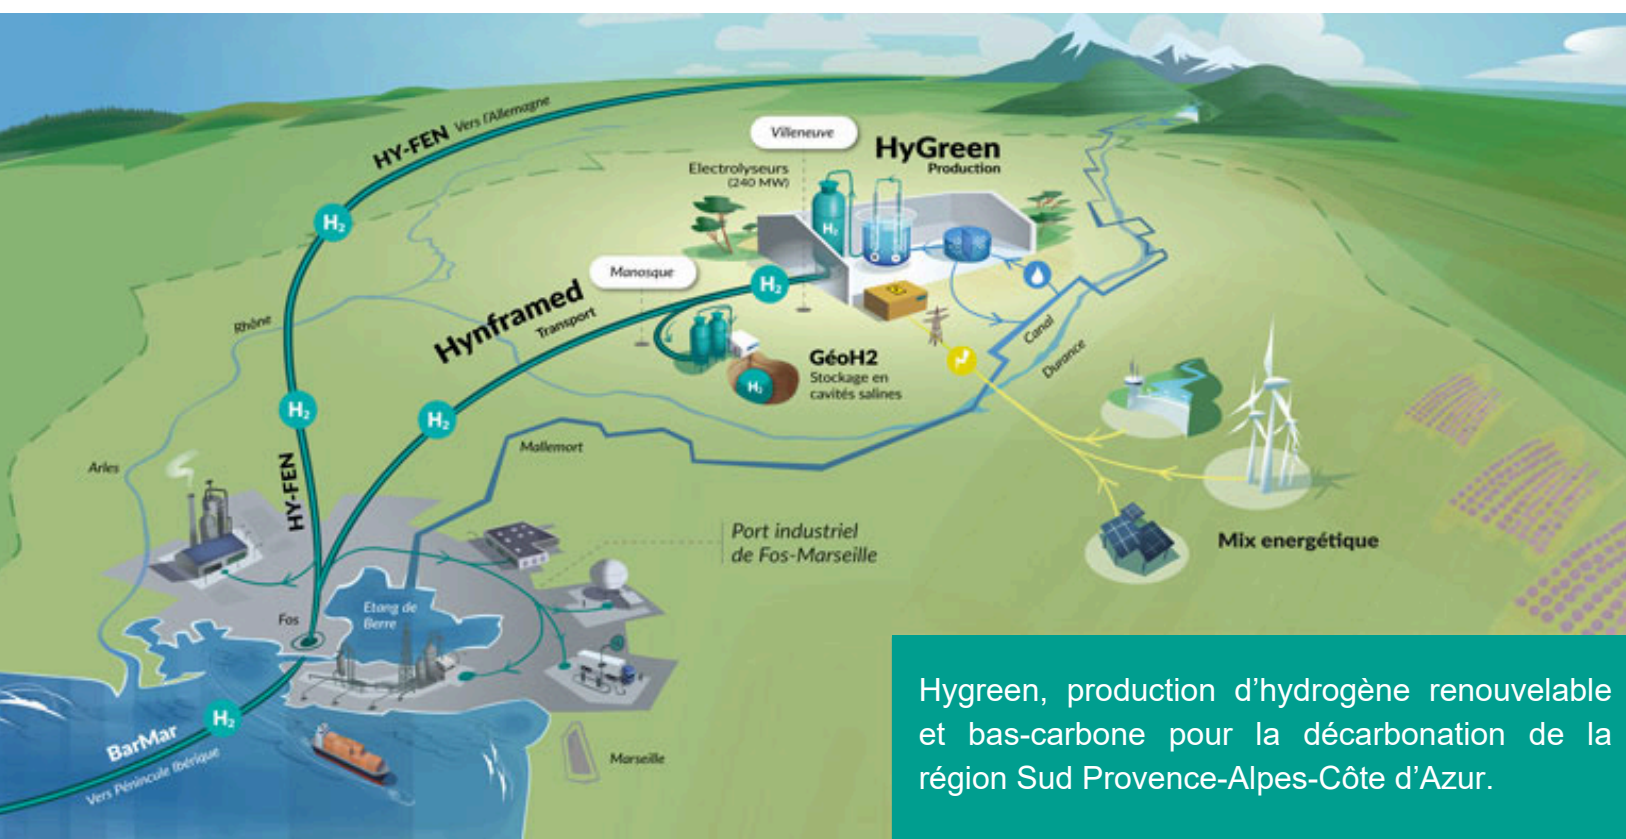 HY-FEN Vers l'Allemagne
H₂
Villeneuve
HyGreen
Production
Electrolyseurs
(240 MW)
H₂
Manosque
H₂
Hynframed
Transport
Rhône
GéoH2
Stockage en
cavités salines
H₂
Canal
Durance
H₂
H₂
Mallemort
Arles
HY-FEN
Port industriel
de Fos-Marseille
Mix energétique
Fos
Etang de
Berre
H₂
BarMar
Vers Pénincule Ibérique
Marseille
Hygreen, production d’hydrogène renouvelable
et bas-carbone pour la décarbonation de la
région Sud Provence-Alpes-Côte d’Azur.